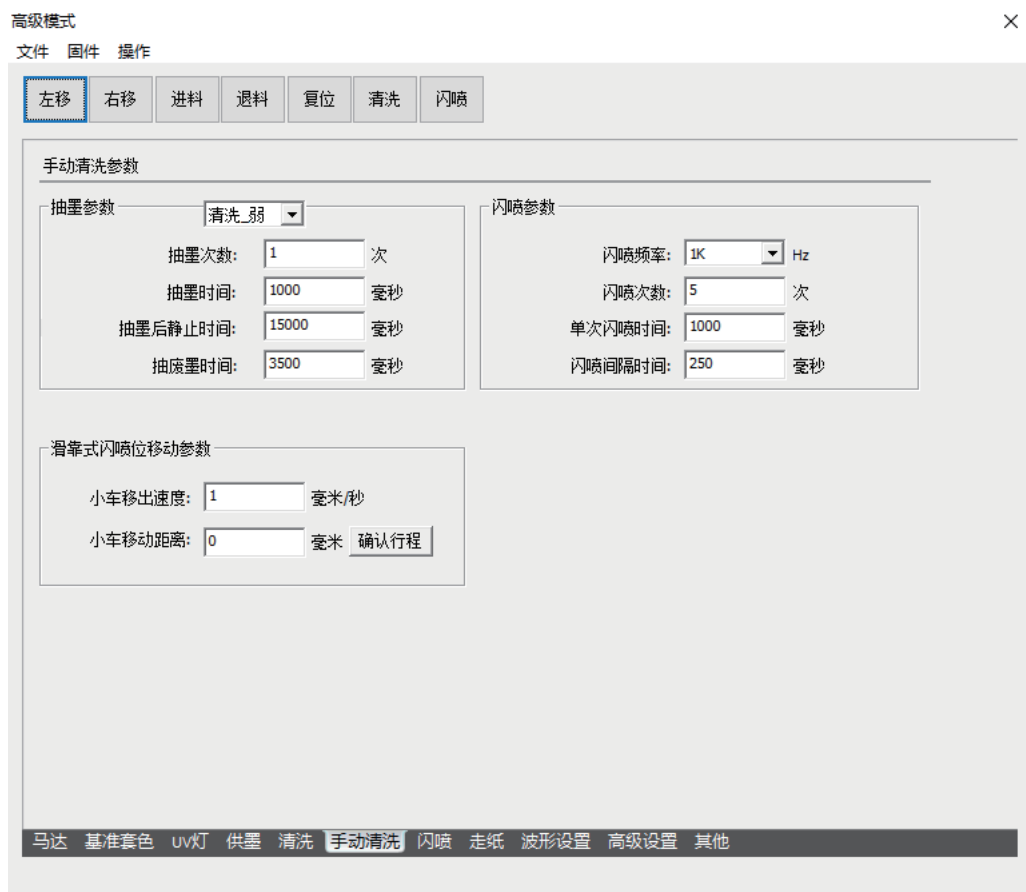 高级模式
文件 固件 操作
左移 右移 进料 退料 复位 清洗 闪喷
手动清洗参数
抽墨参数 清洗_弱
抽墨次数: 1 次
抽墨时间: 1000 毫秒
抽墨后静止时间: 15000 毫秒
抽废墨时间: 3500 毫秒
闪喷参数
闪喷频率: 1K Hz
闪喷次数: 5 次
单次闪喷时间: 1000 毫秒
闪喷间隔时间: 250 毫秒
滑靠式闪喷位移动参数
小车移出速度: 1 毫米/秒
小车移动距离: 0 毫米 确认行程
马达 基准套色 UV灯 供墨 清洗 手动清洗 闪喷 走纸 波形设置 高级设置 其他